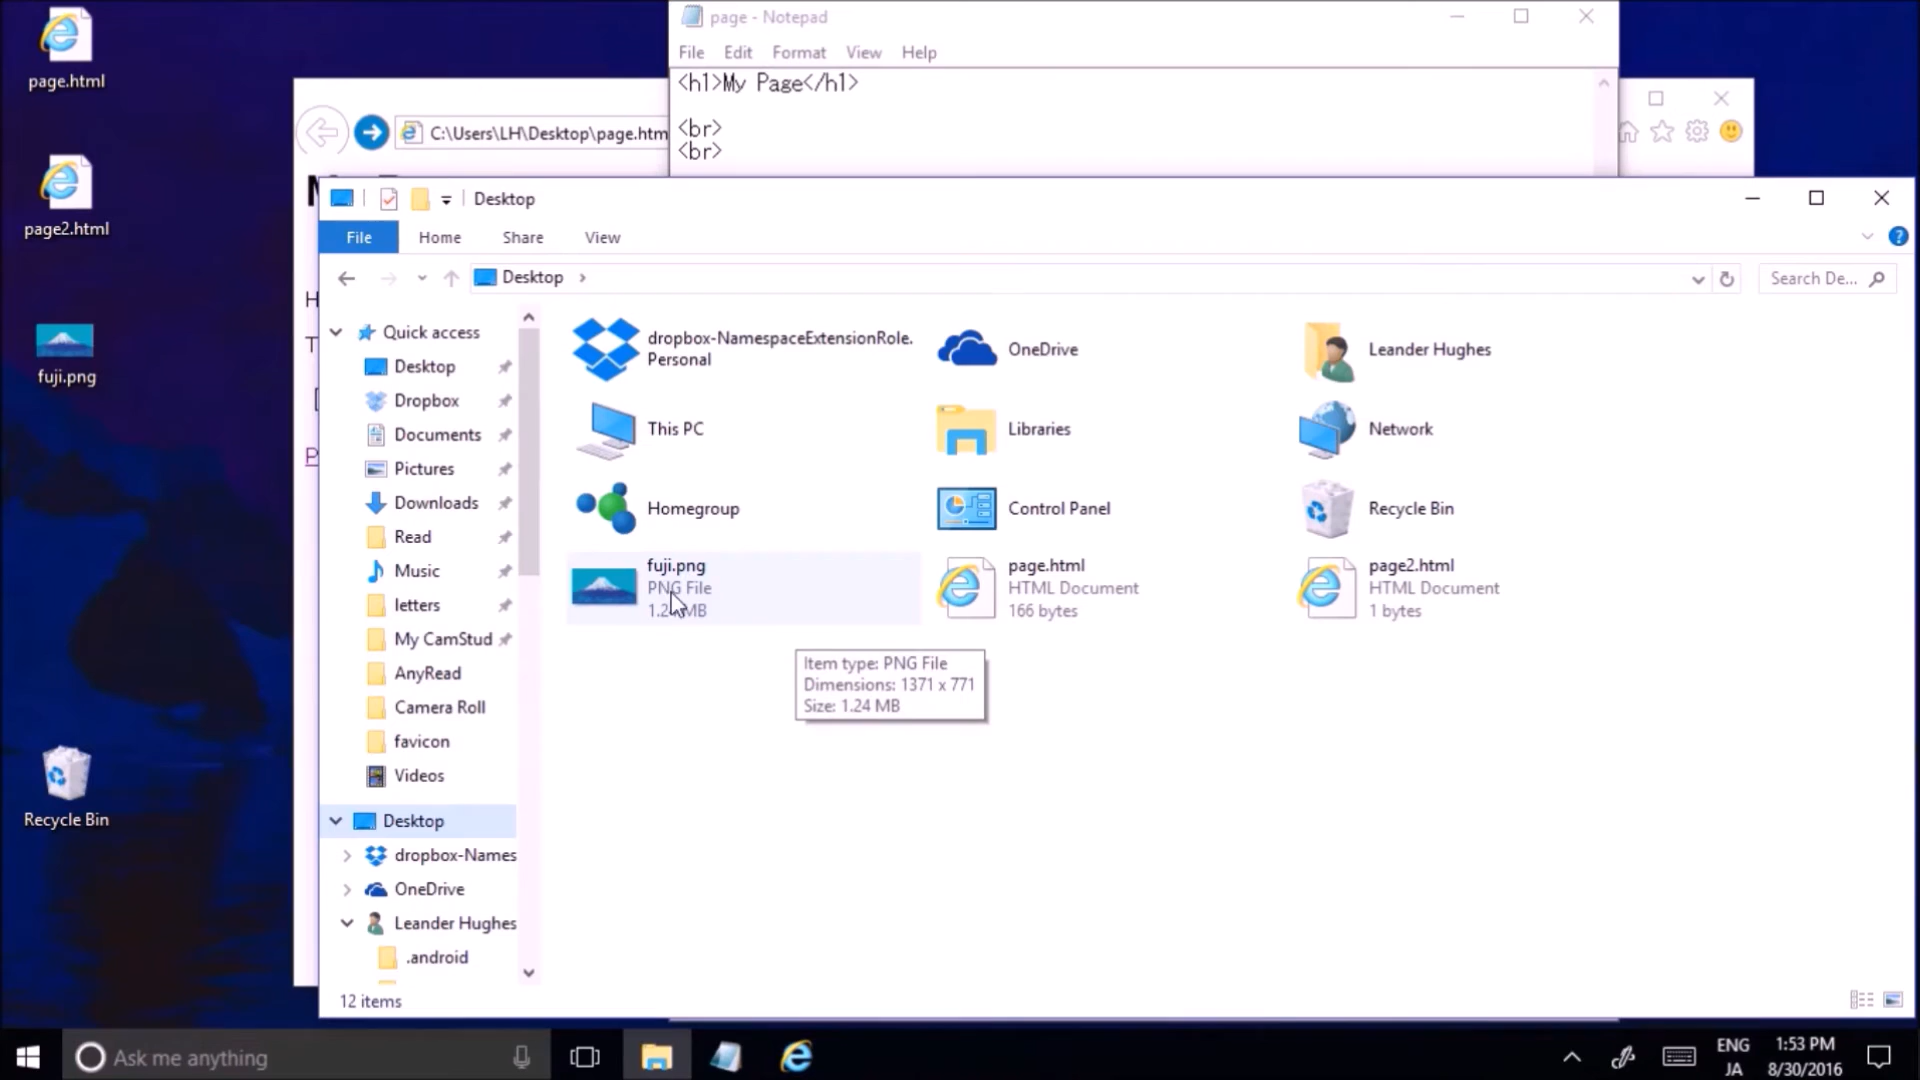 page.html
page2.html
fuji.png
Recycle Bin
page - Notepad
File Edit Format View Help
<h1>My Page</h1>
<br>
<br>
C:\Users\LH\Desktop\page.htm
Desktop
File Home Share View
Desktop
Search De...
Quick access
Desktop
Dropbox
Documents
Pictures
Downloads
Read
Music
letters
My CamStud
AnyRead
Camera Roll
favicon
Videos
Desktop
dropbox-Names
OneDrive
Leander Hughes
.android
dropbox-NamespaceExtensionRole.
Personal
OneDrive
Leander Hughes
This PC
Libraries
Network
Homegroup
Control Panel
Recycle Bin
fuji.png
PNG File
1.24 MB
page.html
HTML Document
166 bytes
page2.html
HTML Document
1 bytes
Item type: PNG File
Dimensions: 1371 x 771
Size: 1.24 MB
12 items
Ask me anything
ENG
JA
1:53 PM
8/30/2016